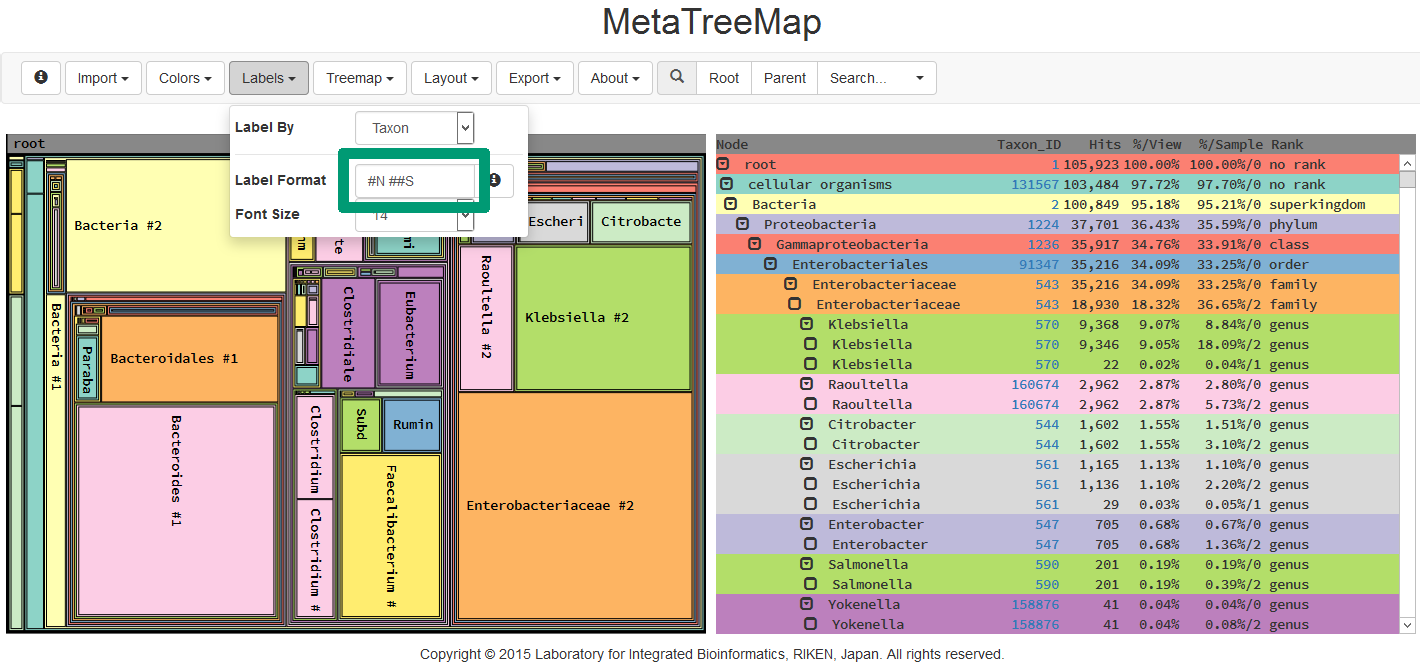 MetaTreeMap
Import Colors Labels Treemap Layout Export About Root Parent Search...
Label By Taxon
Label Format #N ##S
Font Size 14
root
Bacteria #2
Bacteria #1
Paraba
Bacteroidales #1
Bacteroides #1
mm
te
mi
Clostridiale
Eubacterium
Clostridium
Clostridium #
Subd
Rumin
Faecalibacterium #
Escheri
Citrobacte
Raoultella #2
Klebsiella #2
Enterobacteriaceae #2
Node Taxon_ID Hits %/View %/Sample Rank
root 1 105,923 100.00% 100.00%/0 no rank
cellular organisms 131567 103,484 97.72% 97.70%/0 no rank
Bacteria 2 100,849 95.18% 95.21%/0 superkingdom
Proteobacteria 1224 37,701 36.43% 35.59%/0 phylum
Gammaproteobacteria 1236 35,917 34.76% 33.91%/0 class
Enterobacteriales 91347 35,216 34.09% 33.25%/0 order
Enterobacteriaceae 543 35,216 34.09% 33.25%/0 family
Enterobacteriaceae 543 18,930 18.32% 36.65%/2 family
Klebsiella 570 9,368 9.07% 8.84%/0 genus
Klebsiella 570 9,346 9.05% 18.09%/2 genus
Klebsiella 570 22 0.02% 0.04%/1 genus
Raoultella 160674 2,962 2.87% 2.80%/0 genus
Raoultella 160674 2,962 2.87% 5.73%/2 genus
Citrobacter 544 1,602 1.55% 1.51%/0 genus
Citrobacter 544 1,602 1.55% 3.10%/2 genus
Escherichia 561 1,165 1.13% 1.10%/0 genus
Escherichia 561 1,136 1.10% 2.20%/2 genus
Escherichia 561 29 0.03% 0.05%/1 genus
Enterobacter 547 705 0.68% 0.67%/0 genus
Enterobacter 547 705 0.68% 1.36%/2 genus
Salmonella 590 201 0.19% 0.19%/0 genus
Salmonella 590 201 0.19% 0.39%/2 genus
Yokenella 158876 41 0.04% 0.04%/0 genus
Yokenella 158876 41 0.04% 0.08%/2 genus
Copyright © 2015 Laboratory for Integrated Bioinformatics, RIKEN, Japan. All rights reserved.